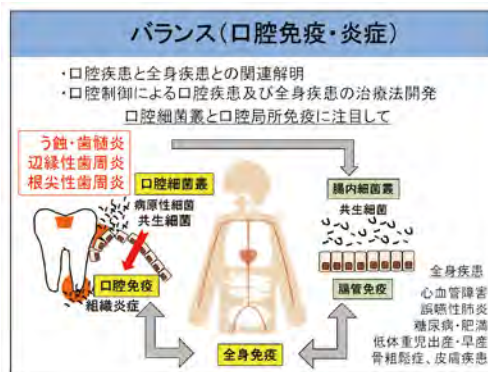 バランス(口腔免疫・炎症)
・口腔疾患と全身疾患との関連解明
・口腔制御による口腔疾患及び全身疾患の治療法開発
口腔細菌叢と口腔局所免疫に注目して
う蝕・歯髄炎
辺縁性歯周炎
根尖性歯周炎
口腔細菌叢
病原性細菌
共生細菌
口腔免疫
組織炎症
腸内細菌叢
共生細菌
腸管免疫
全身免疫
全身疾患
心血管障害
誤嚥性肺炎
糖尿病・肥満
低体重児出産・早産
骨粗鬆症、皮膚疾患